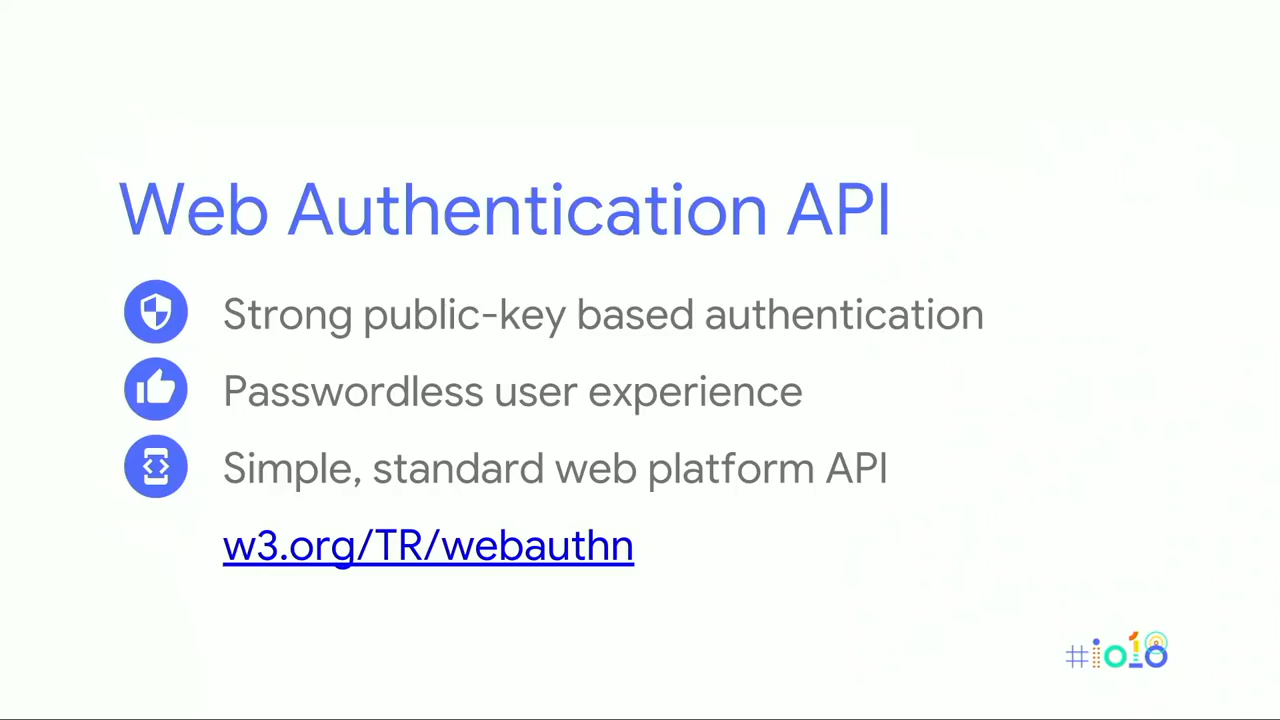 Web Authentication API
Strong public-key based authentication
Passwordless user experience
Simple, standard web platform API
w3.org/TR/webauthn
#io18